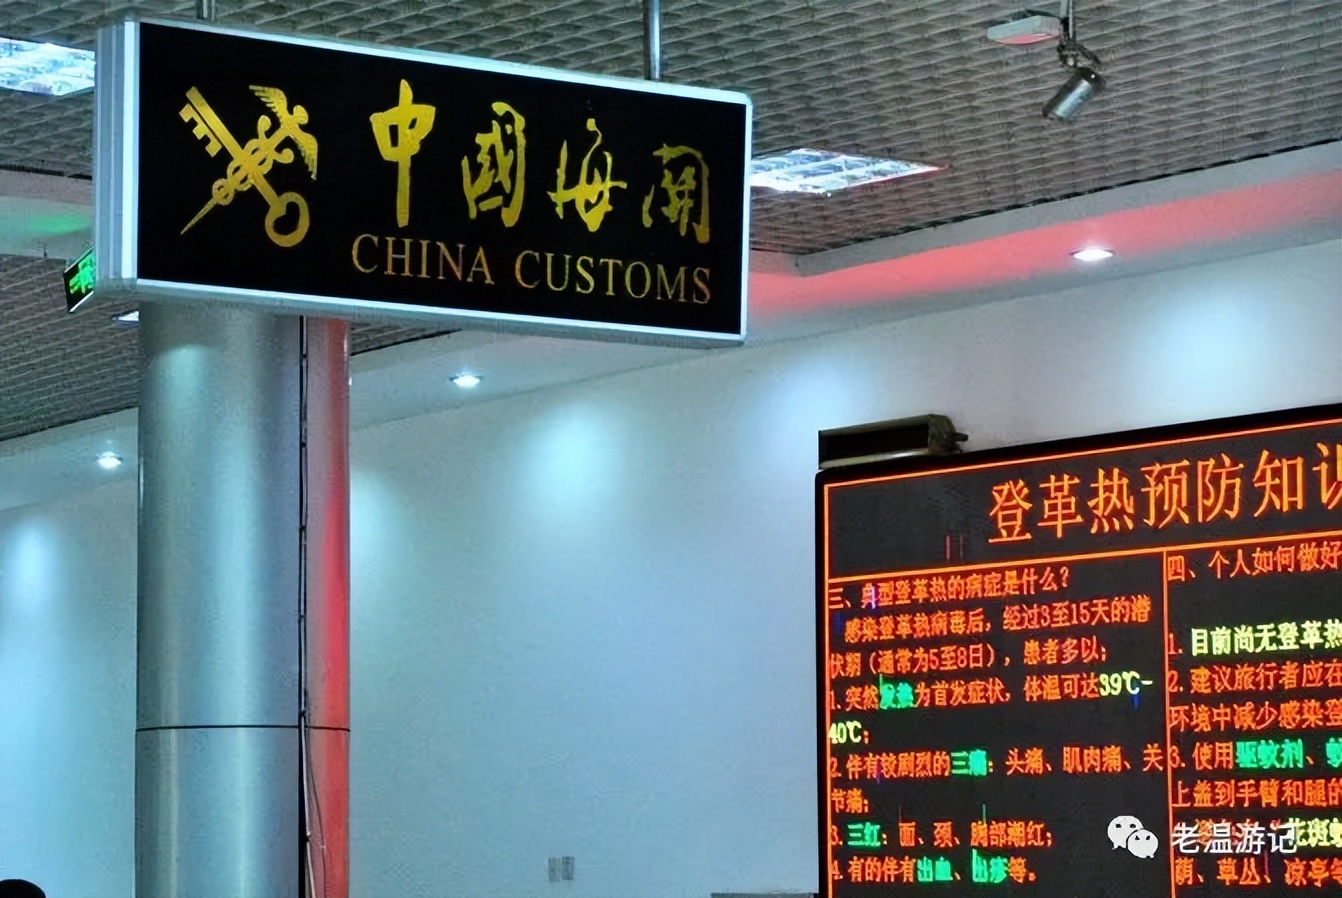 中國海關
CHINA CUSTOMS
登革热预防知识
三、典型登革热的病症是什么？
感染登革热病毒后，经过3至15天的潜
伏期（通常为5至8日），患者多以：
1.突然发热为首发症状，体温可达39℃-
40℃；
2.伴有较剧烈的三痛：头痛、肌肉痛、关
节痛；
3.三红：面、颈、胸部潮红；
4.有的伴有出血、出疹等。
四、个人如何做好
1.目前尚无登革热
2.建议旅行者应在
环境中减少感染登
3.使用驱蚊剂、
上盖到手臂和腿的
花斑蚊
荫、草丛、凉亭等
老温游记